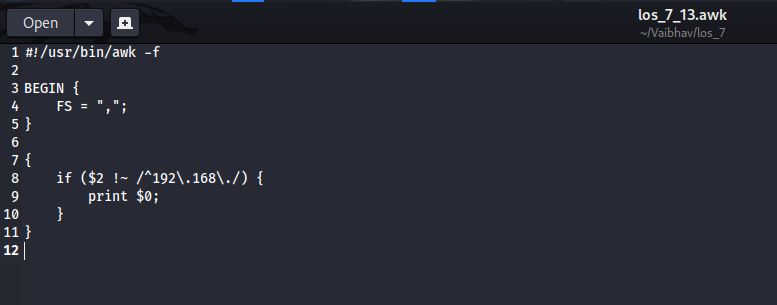 Open
los_7_13.awk
~/Vaibhav/los_7
1 #!/usr/bin/awk -f
2
3 BEGIN {
4     FS = ",";
5 }
6
7 {
8     if ($2 !~ /^192\.168\./) {
9         print $0;
10     }
11 }
12